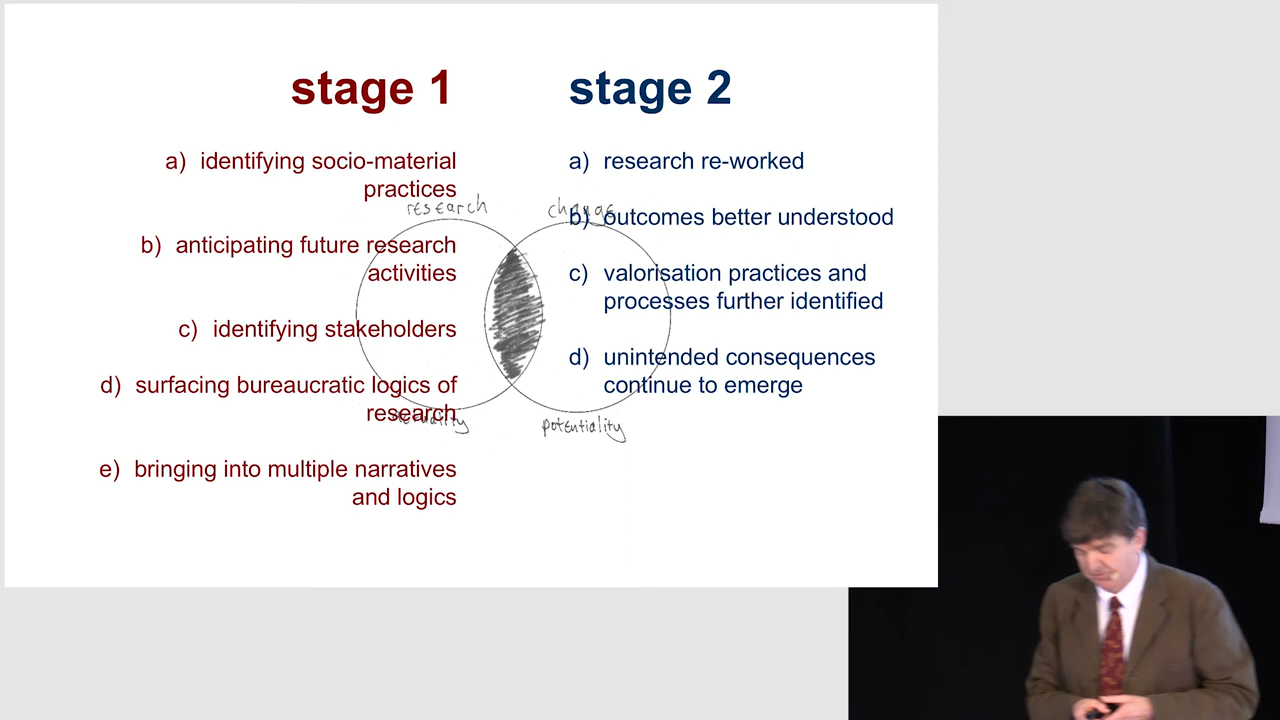 stage 1
a) identifying socio-material
practices
b) anticipating future research
activities
c) identifying stakeholders
d) surfacing bureaucratic logics of
research
e) bringing into multiple narratives
and logics
stage 2
a) research re-worked
b) outcomes better understood
c) valorisation practices and
processes further identified
d) unintended consequences
continue to emerge
research
change
potentiality